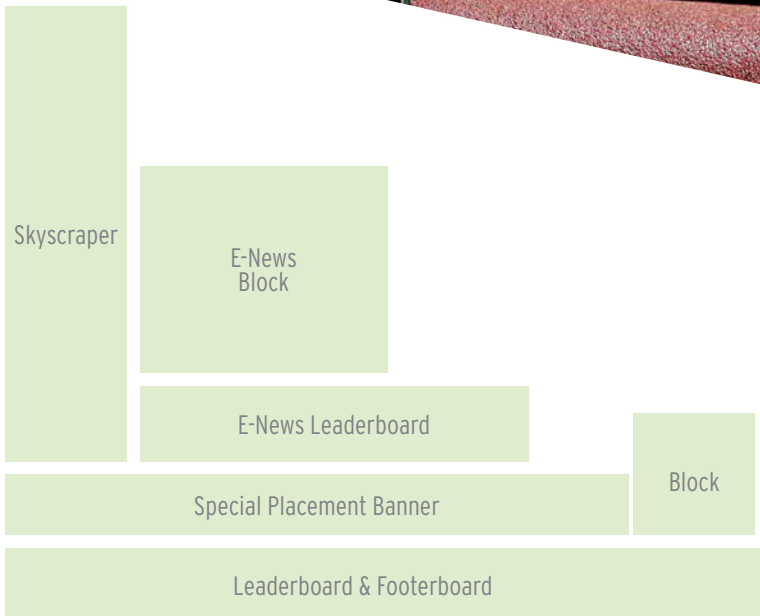 Skyscraper
E-News
Block
E-News Leaderboard
Block
Special Placement Banner
Leaderboard & Footerboard